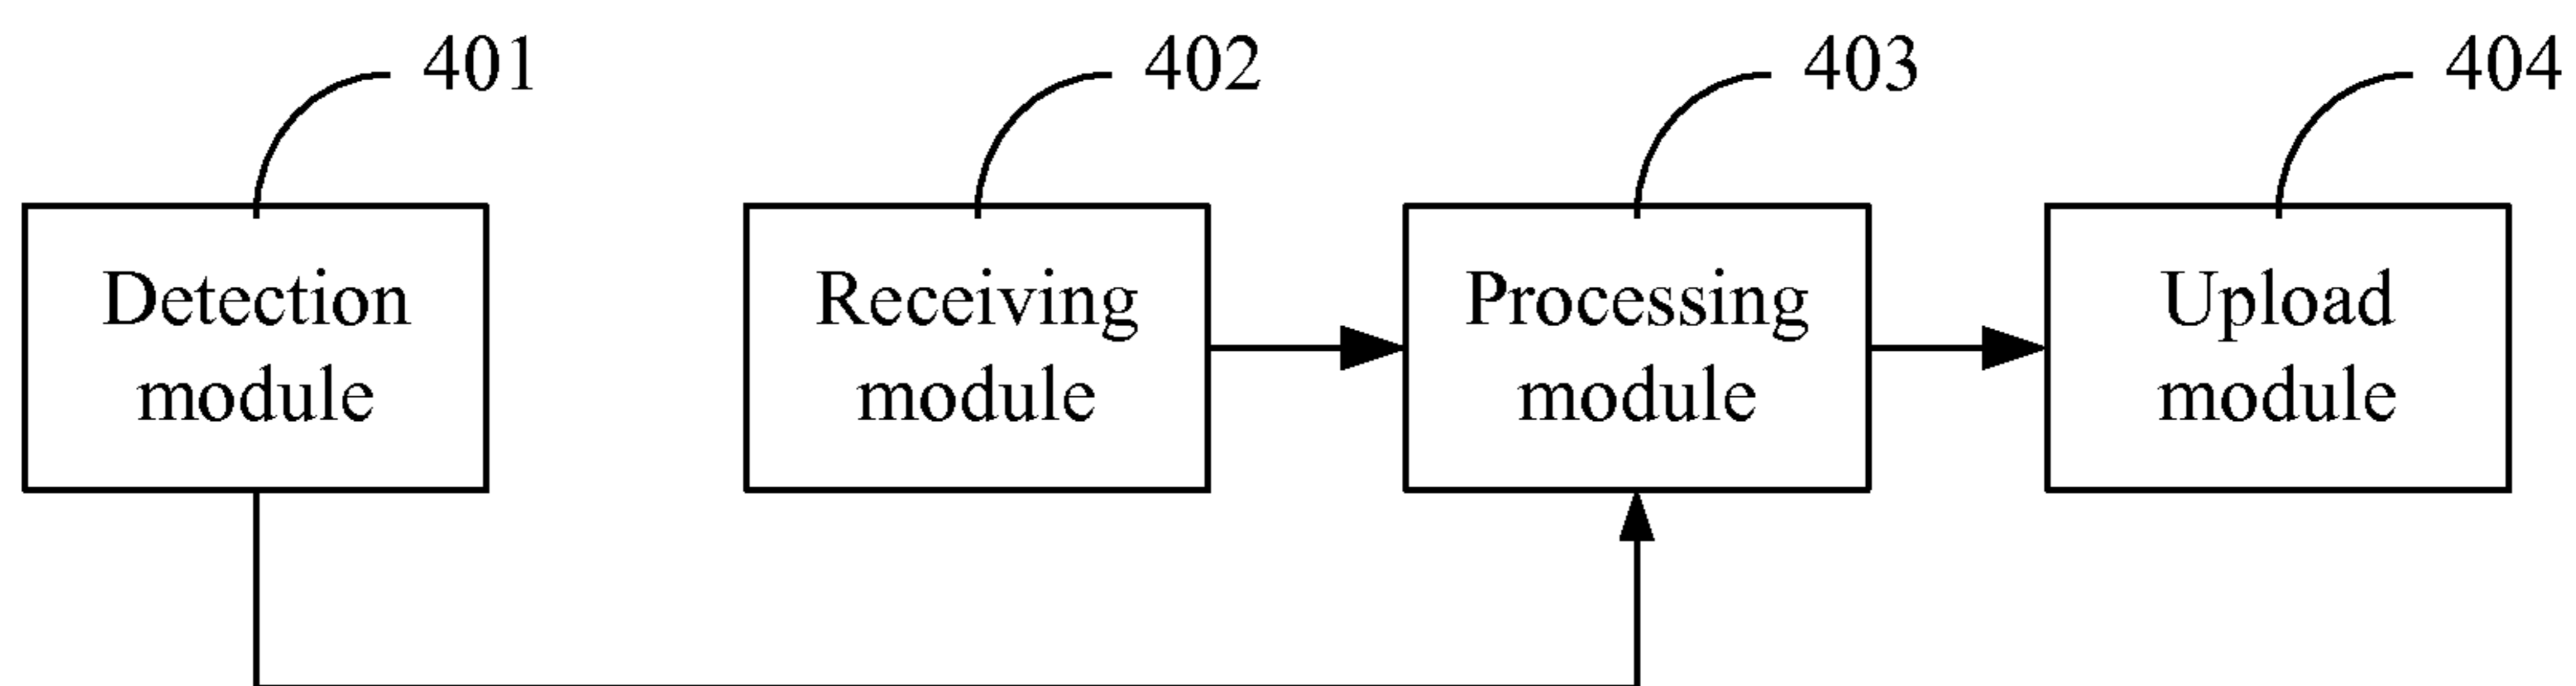 401
402
403
404
Detection
module
Receiving
module
Processing
module
Upload
module